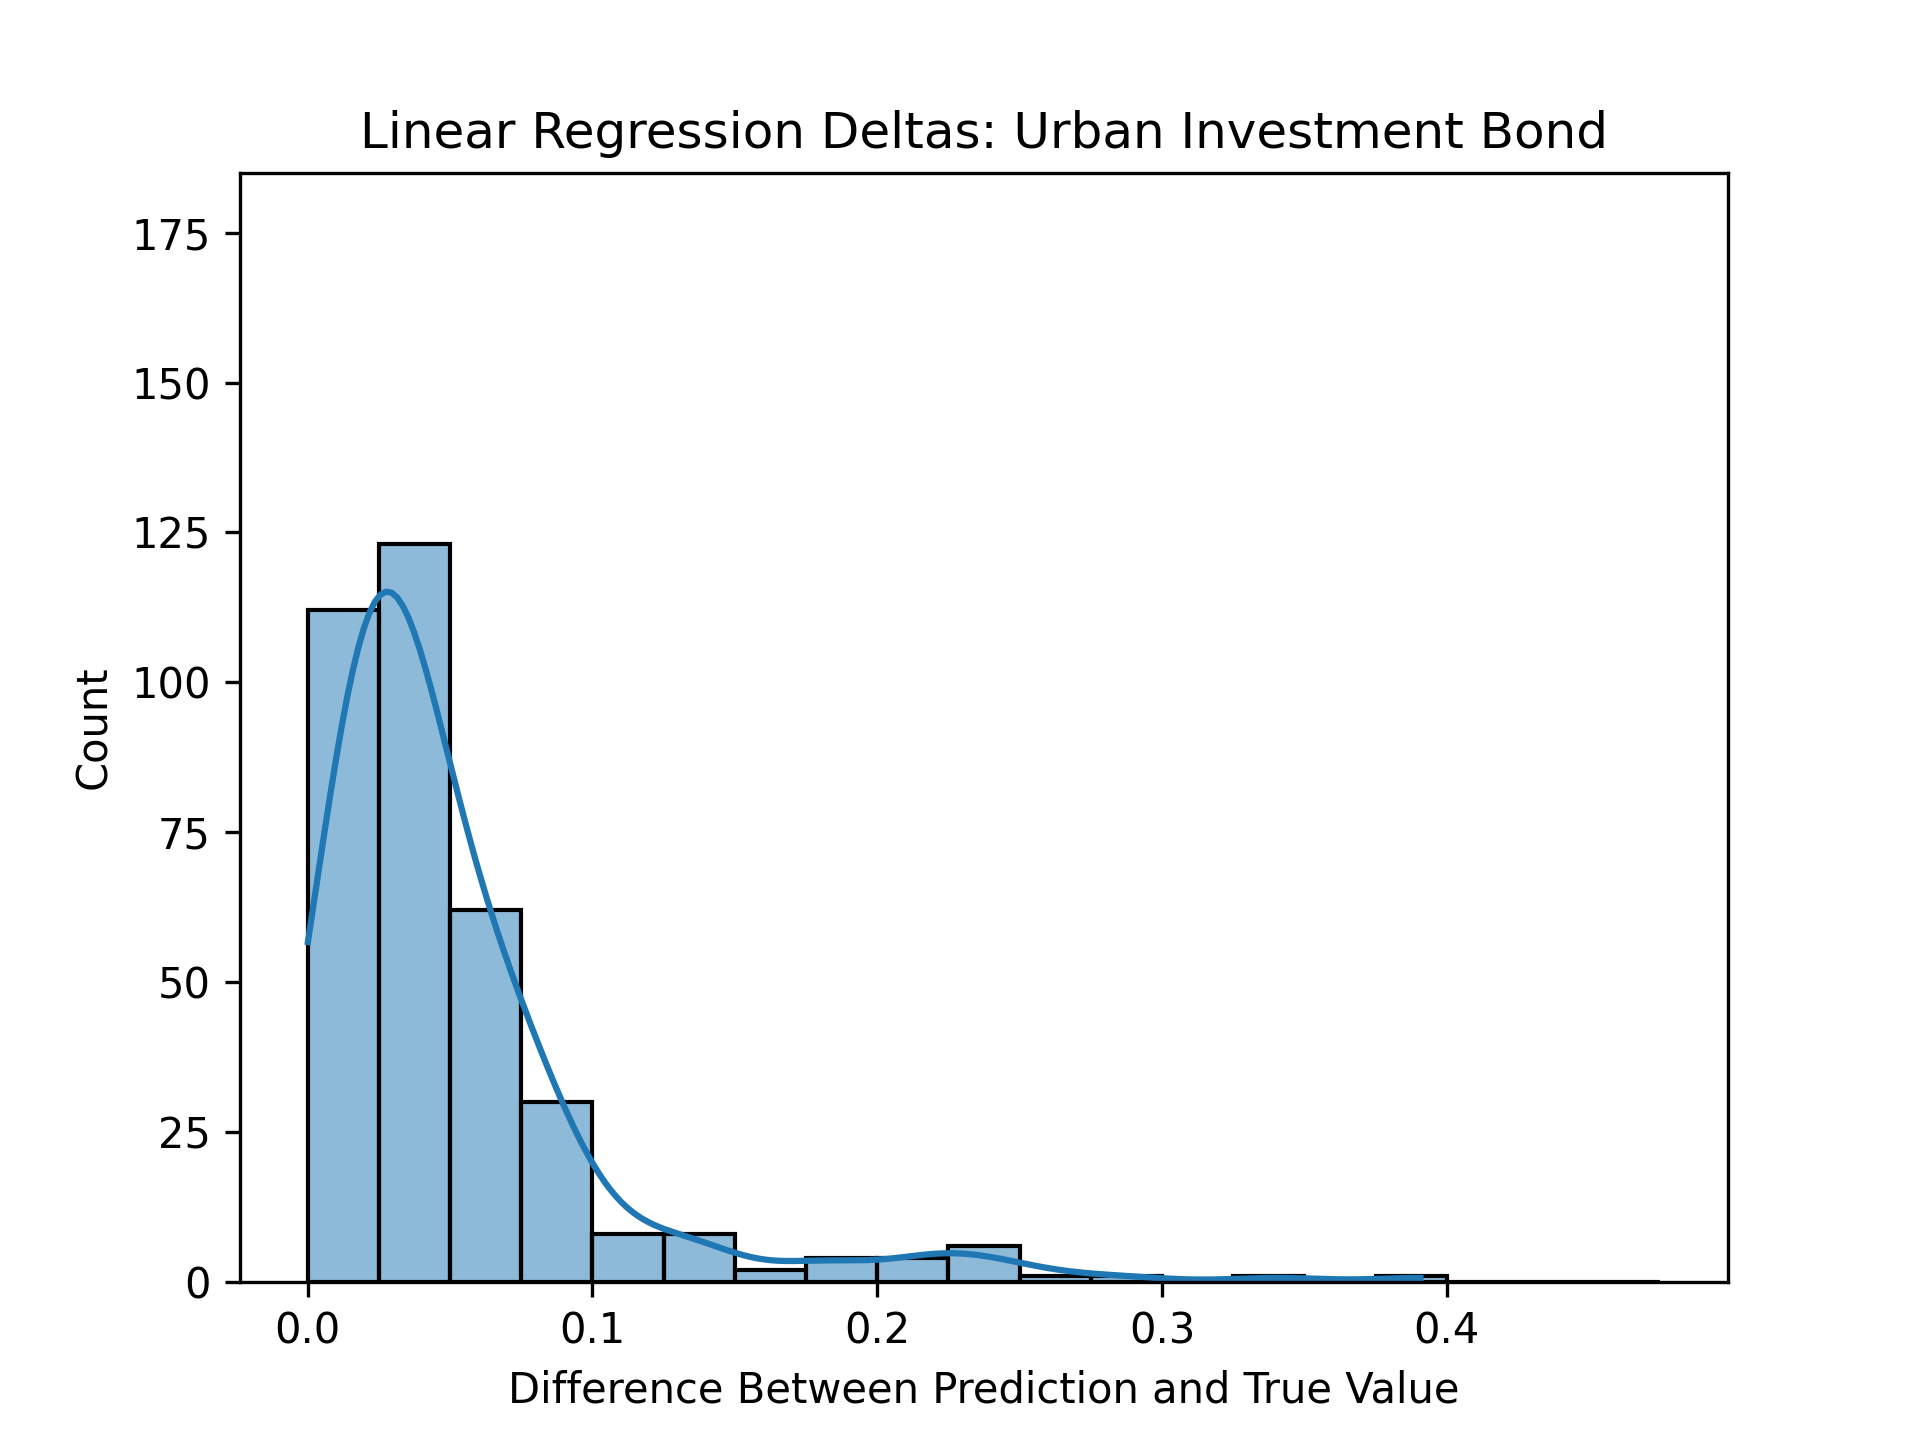 Linear Regression Deltas: Urban Investment Bond
175
150
125
100
75
50
25
0
Count
0.0 0.1 0.2 0.3 0.4
Difference Between Prediction and True Value